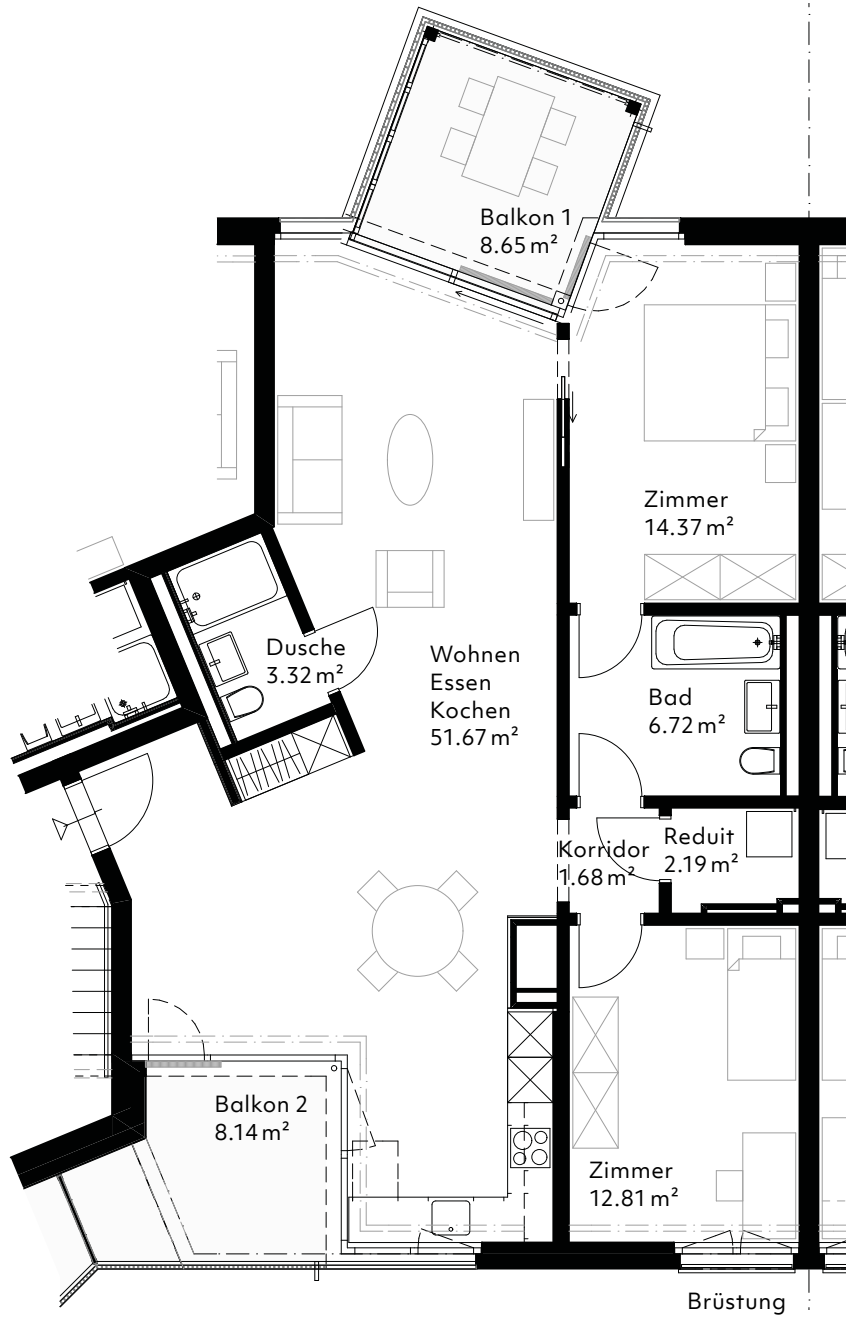 Balkon 1
8.65 m²
Zimmer
14.37 m²
Dusche
3.32 m²
Wohnen
Essen
Kochen
51.67 m²
Bad
6.72 m²
Korridor
1.68 m²
Reduit
2.19 m²
Balkon 2
8.14 m²
Zimmer
12.81 m²
Brüstung